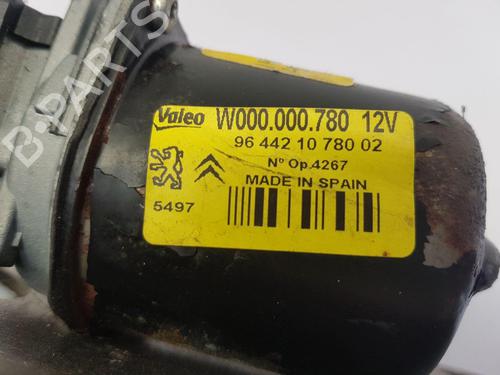 B-PARTS
Valeo W000.000.780 12V
96 442 10 780 02
Nº Op.4267
MADE IN SPAIN
5497